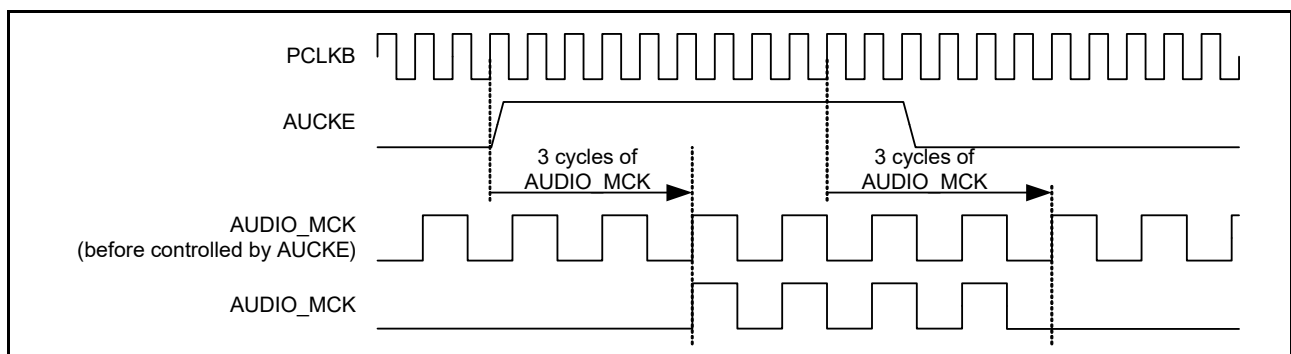 PCLKB
AUCKE
3 cycles of
AUDIO_MCK
3 cycles of
AUDIO_MCK
AUDIO_MCK
(before controlled by AUCKE)
AUDIO_MCK